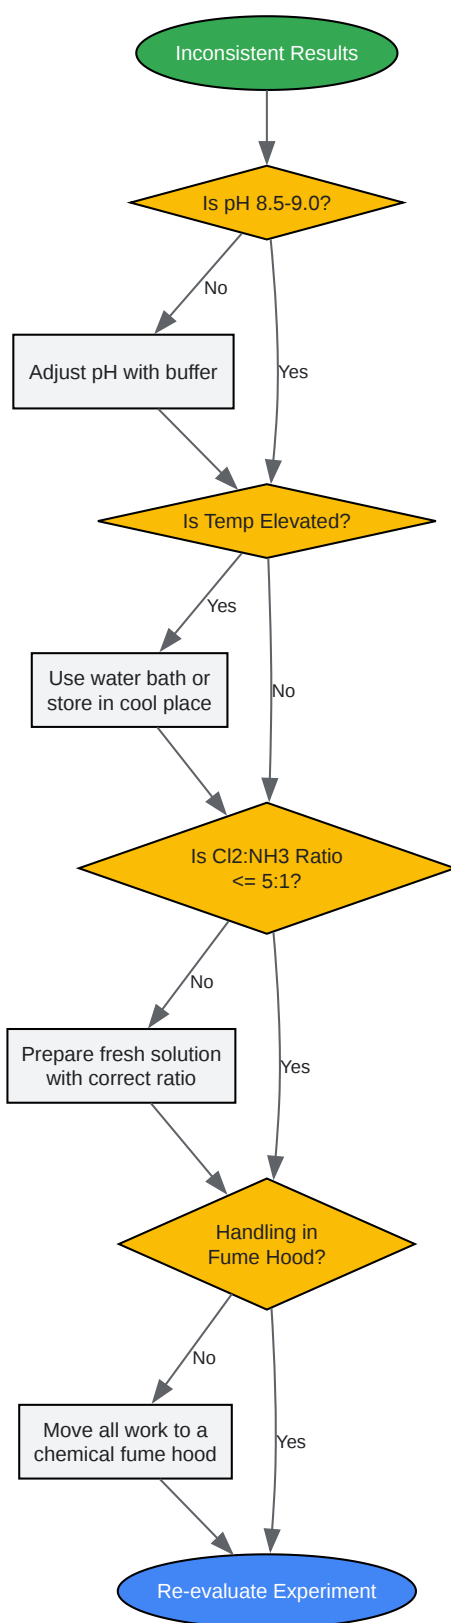 Inconsistent Results
Is pH 8.5-9.0?
No
Yes
Adjust pH with buffer
Is Temp Elevated?
Yes
No
Use water bath or
store in cool place
Is Cl2:NH3 Ratio
<= 5:1?
No
Yes
Prepare fresh solution
with correct ratio
Handling in
Fume Hood?
No
Yes
Move all work to a
chemical fume hood
Re-evaluate Experiment